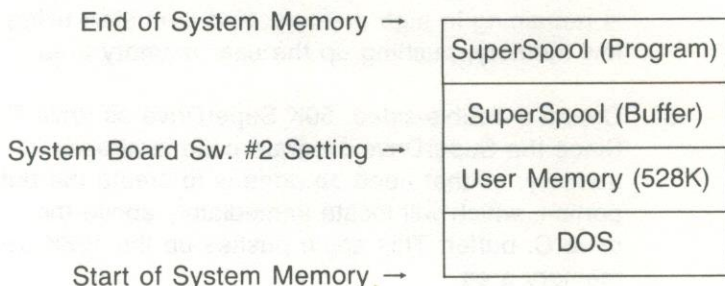 End of System Memory →
SuperSpool (Program)
SuperSpool (Buffer)
System Board Sw. #2 Setting →
User Memory (528K)
DOS
Start of System Memory →